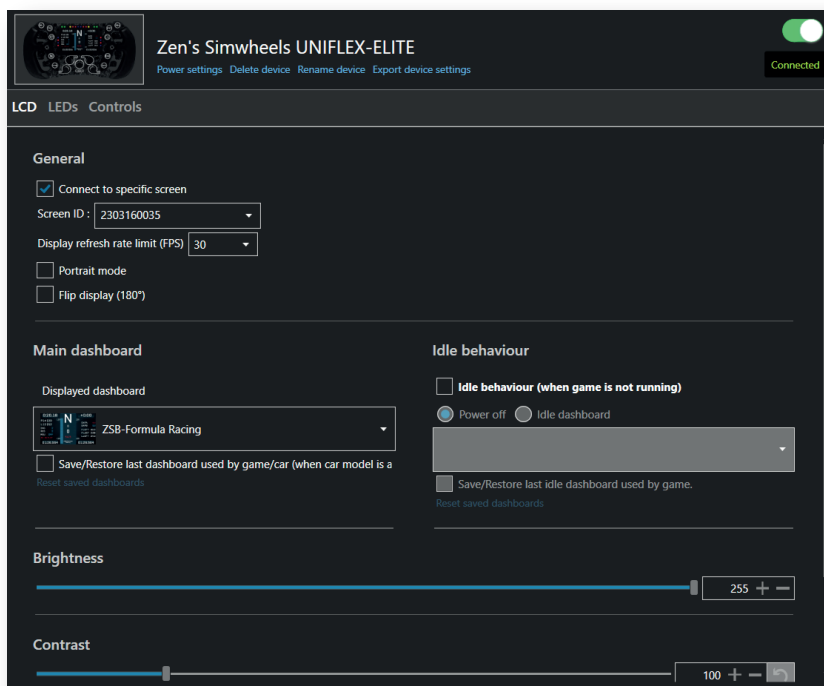 Zen's Simwheels UNIFLEX-ELITE
Power settings Delete device Rename device Export device settings
Connected
LCD LEDs Controls
General
Connect to specific screen
Screen ID : 2303160035
Display refresh rate limit (FPS) 30
Portrait mode
Flip display (180°)
Main dashboard
Displayed dashboard
N
ZSB-Formula Racing
Save/Restore last dashboard used by game/car (when car model is a
Reset saved dashboards
Idle behaviour
Idle behaviour (when game is not running)
Power off Idle dashboard
Save/Restore last idle dashboard used by game.
Reset saved dashboards
Brightness
255
Contrast
100